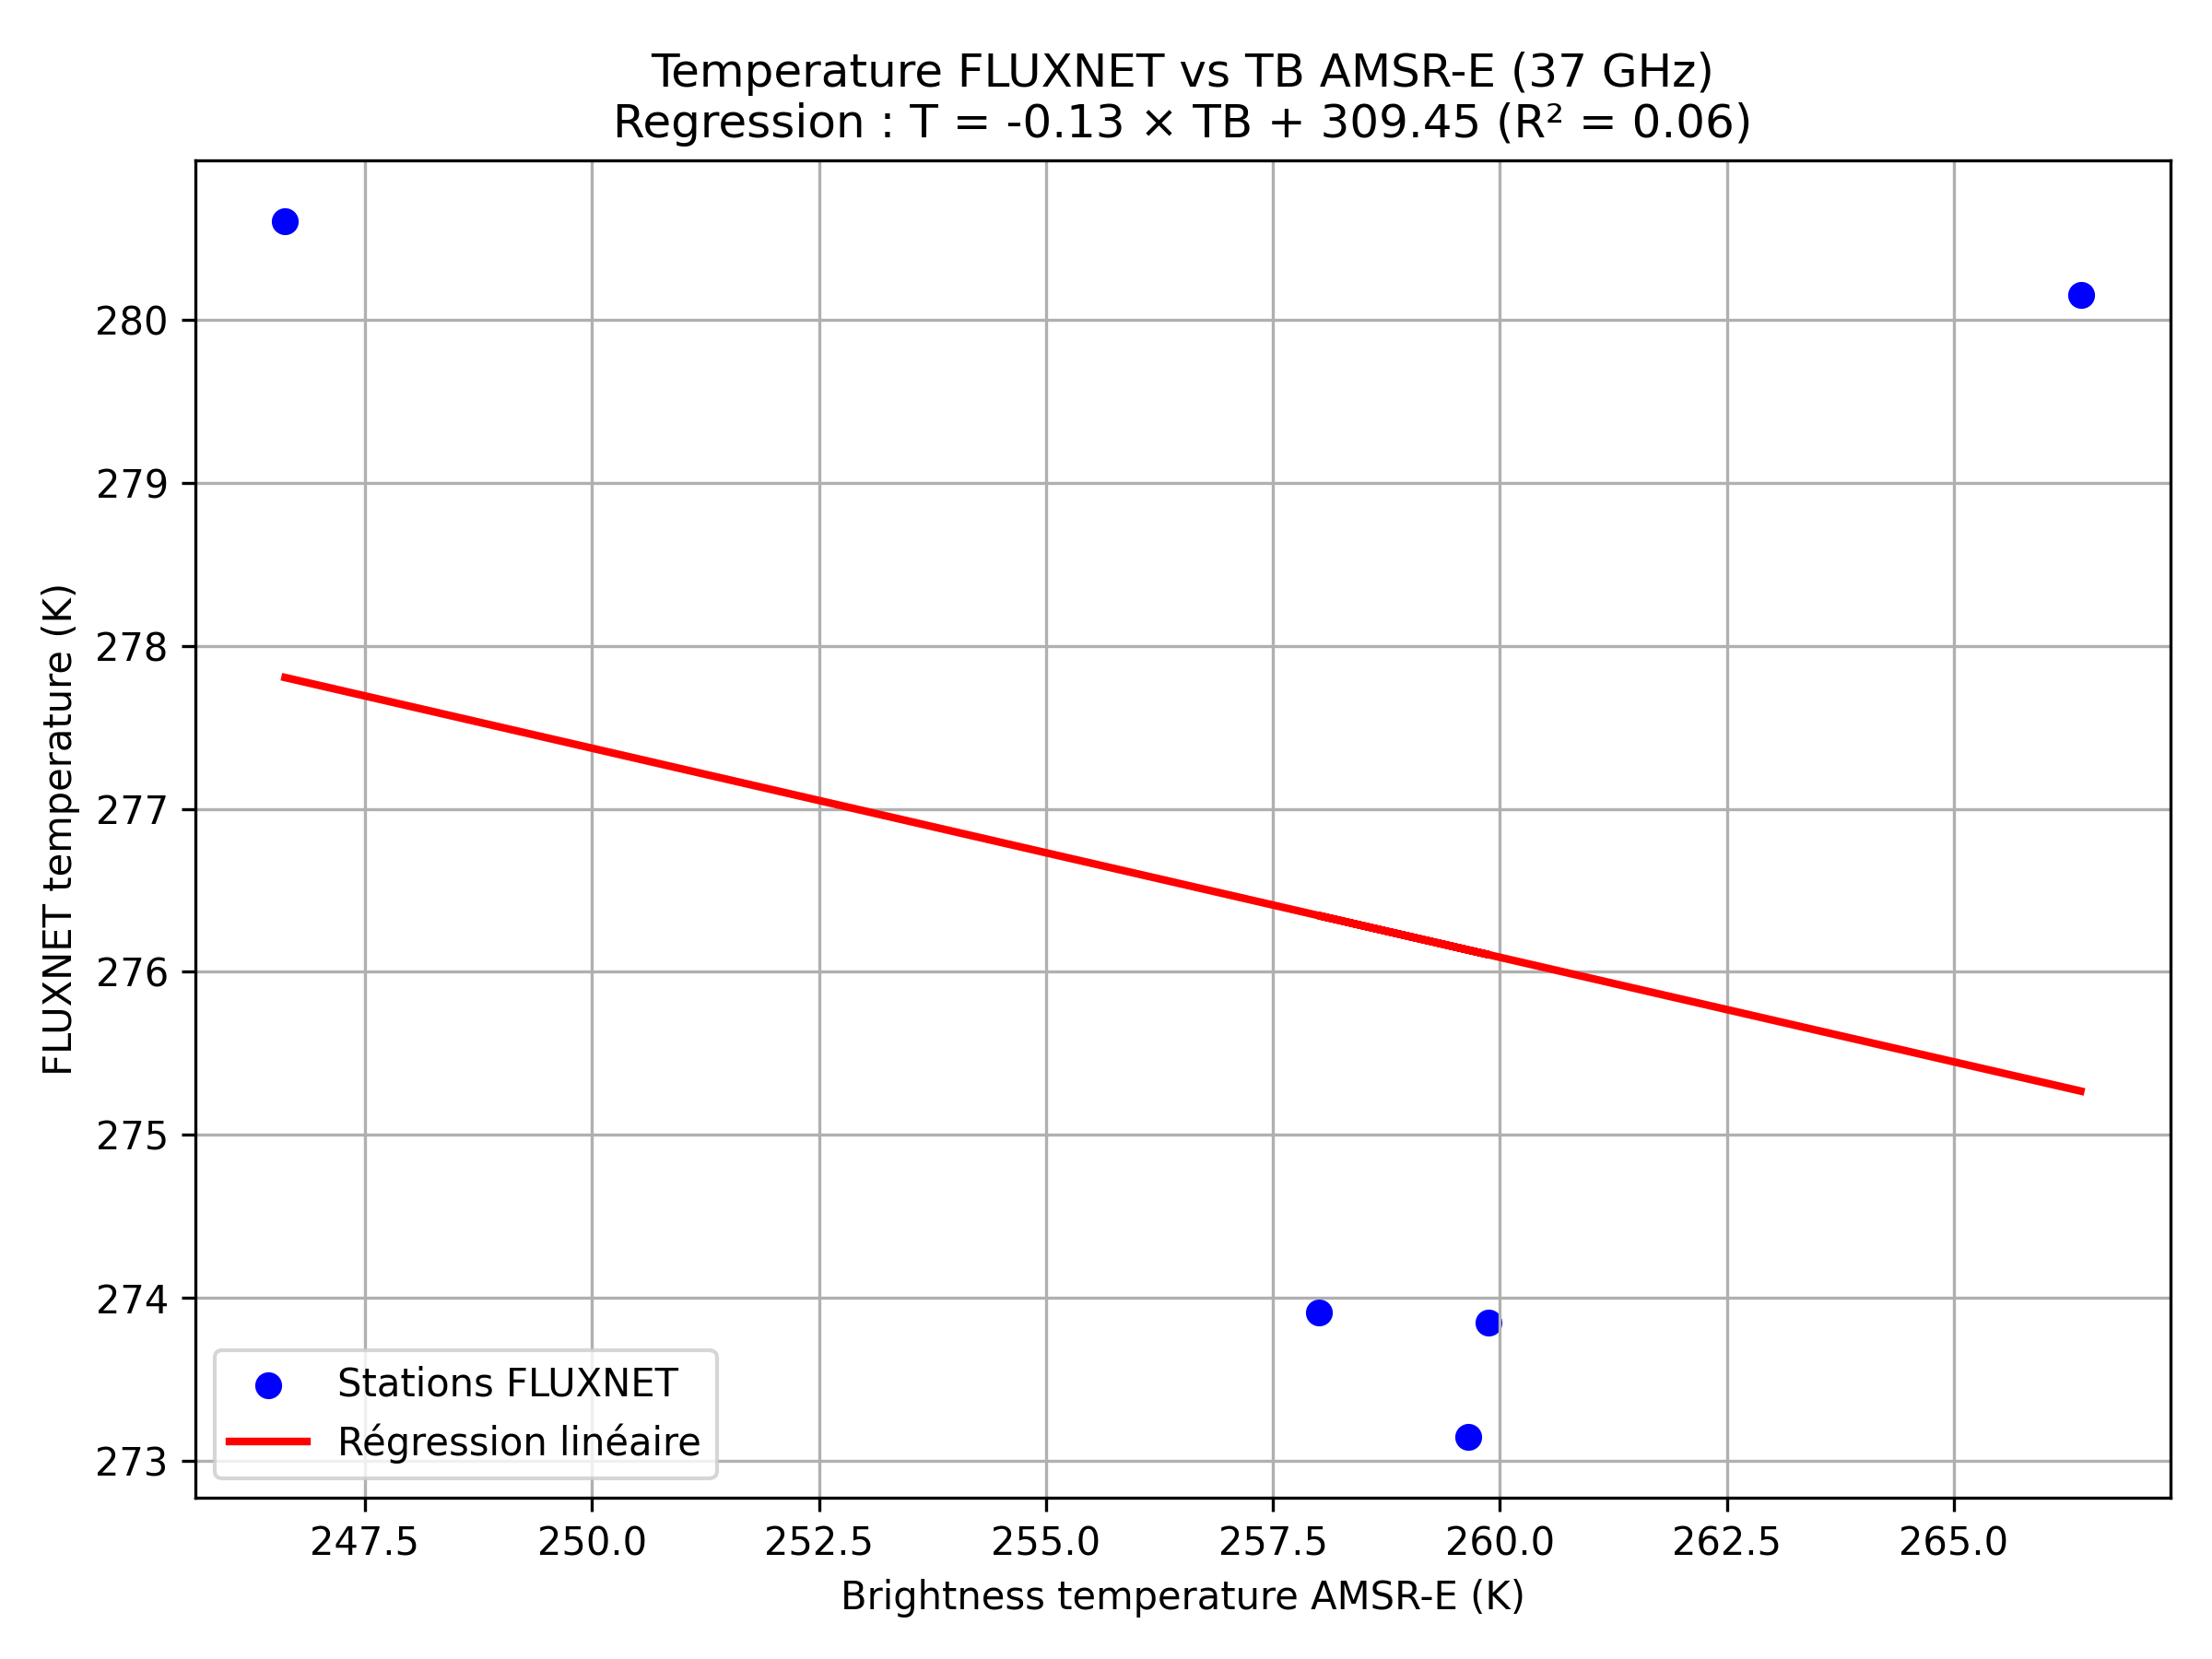 Temperature FLUXNET vs TB AMSR-E (37 GHz)
Regression : T = -0.13 × TB + 309.45 (R² = 0.06)
FLUXNET temperature (K)
280
279
278
277
276
275
274
273
Stations FLUXNET
Régression linéaire
247.5 250.0 252.5 255.0 257.5 260.0 262.5 265.0
Brightness temperature AMSR-E (K)